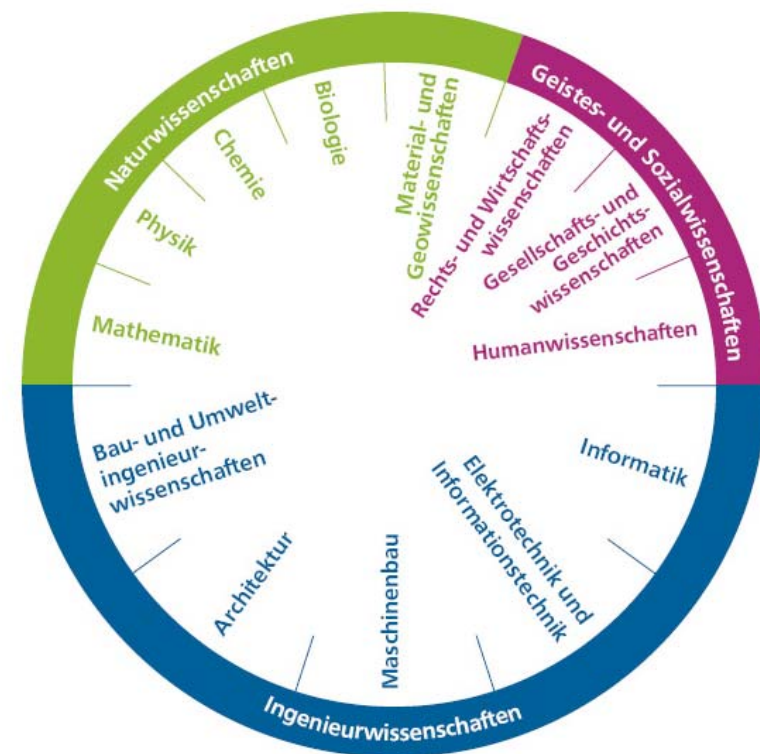 Naturwissenschaften
Mathematik
Physik
Chemie
Biologie
Material- und
Geowissenschaften
Geistes- und Sozialwissenschaften
Rechts- und Wirtschafts-
wissenschaften
Gesellschafts- und
Geschichts-
wissenschaften
Humanwissenschaften
Informatik
Elektrotechnik und
Informationstechnik
Maschinenbau
Architektur
Bau- und Umwelt-
ingenieur-
wissenschaften
Ingenieurwissenschaften